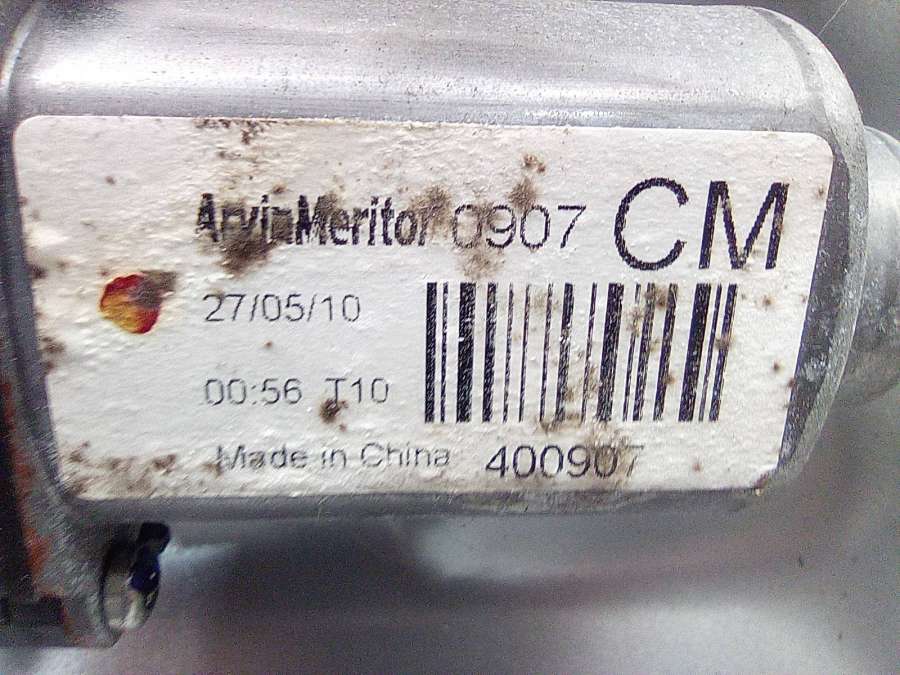 ArvinMeritor 0907 CM
27/05/10
00:56 T10
Made in China 400907